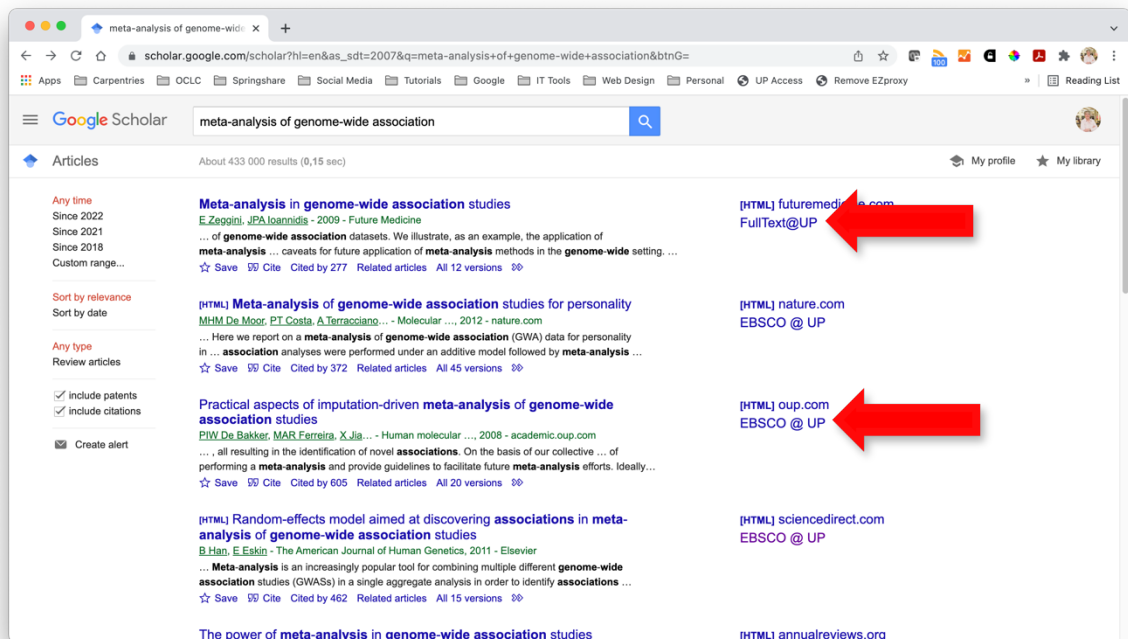 meta-analysis of genome-wide
scholar.google.com/scholar?hl=en&as_sdt=2007&q=meta-analysis+of+genome-wide+association&btnG=
100
Apps Carpentries OCLC Springshare Social Media Tutorials Google IT Tools Web Design Personal UP Access Remove EZproxy » Reading List
Google Scholar
meta-analysis of genome-wide association
Articles
About 433 000 results (0,15 sec)
My profile
My library
Any time
Since 2022
Since 2021
Since 2018
Custom range...
Sort by relevance
Sort by date
Any type
Review articles
include patents
include citations
Create alert
Meta-analysis in genome-wide association studies
E Zeggini, JPA Ioannidis - 2009 - Future Medicine
... of genome-wide association datasets. We illustrate, as an example, the application of
meta-analysis ... caveats for future application of meta-analysis methods in the genome-wide setting. ...
Save Cite Cited by 277 Related articles All 12 versions
[HTML] futuremedicine.com
FullText@UP
[HTML] Meta-analysis of genome-wide association studies for personality
MHM De Moor, PT Costa, A Terracciano... - Molecular ..., 2012 - nature.com
... Here we report on a meta-analysis of genome-wide association (GWA) data for personality
in ... association analyses were performed under an additive model followed by meta-analysis ...
Save Cite Cited by 372 Related articles All 45 versions
[HTML] nature.com
EBSCO @ UP
Practical aspects of imputation-driven meta-analysis of genome-wide
association studies
PIW De Bakker, MAR Ferreira, X Jia... - Human molecular ..., 2008 - academic.oup.com
... , all resulting in the identification of novel associations. On the basis of our collective ... of
performing a meta-analysis and provide guidelines to facilitate future meta-analysis efforts. Ideally...
Save Cite Cited by 605 Related articles All 20 versions
[HTML] oup.com
EBSCO @ UP
[HTML] Random-effects model aimed at discovering associations in meta-
analysis of genome-wide association studies
B Han, E Eskin - The American Journal of Human Genetics, 2011 - Elsevier
... Meta-analysis is an increasingly popular tool for combining multiple different genome-wide
association studies (GWASs) in a single aggregate analysis in order to identify associations ...
Save Cite Cited by 462 Related articles All 15 versions
[HTML] sciencedirect.com
EBSCO @ UP
The power of meta-analysis in genome-wide association studies
[HTML] annualreviews.org